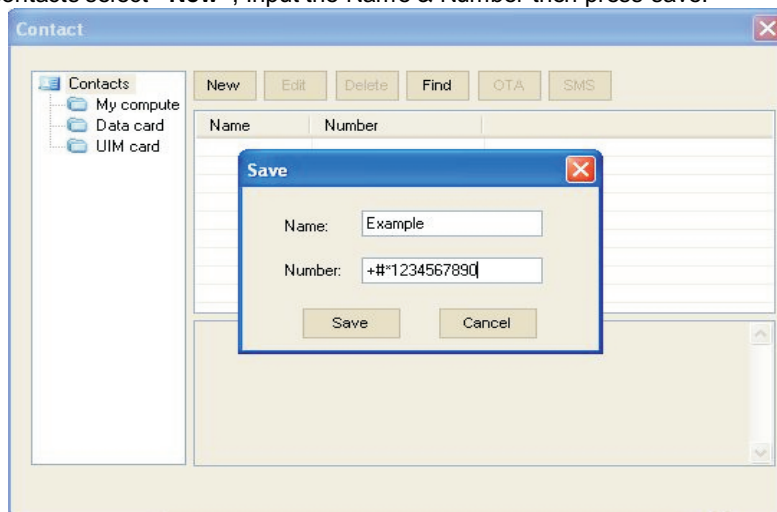 contacts select "New", input the Name & Number then press save.
Contact
Contacts
My compute
Data card
UIM card
New Edit Delete Find OTA SMS
Name Number
Save
Name: Example
Number: +#*1234567890
Save Cancel